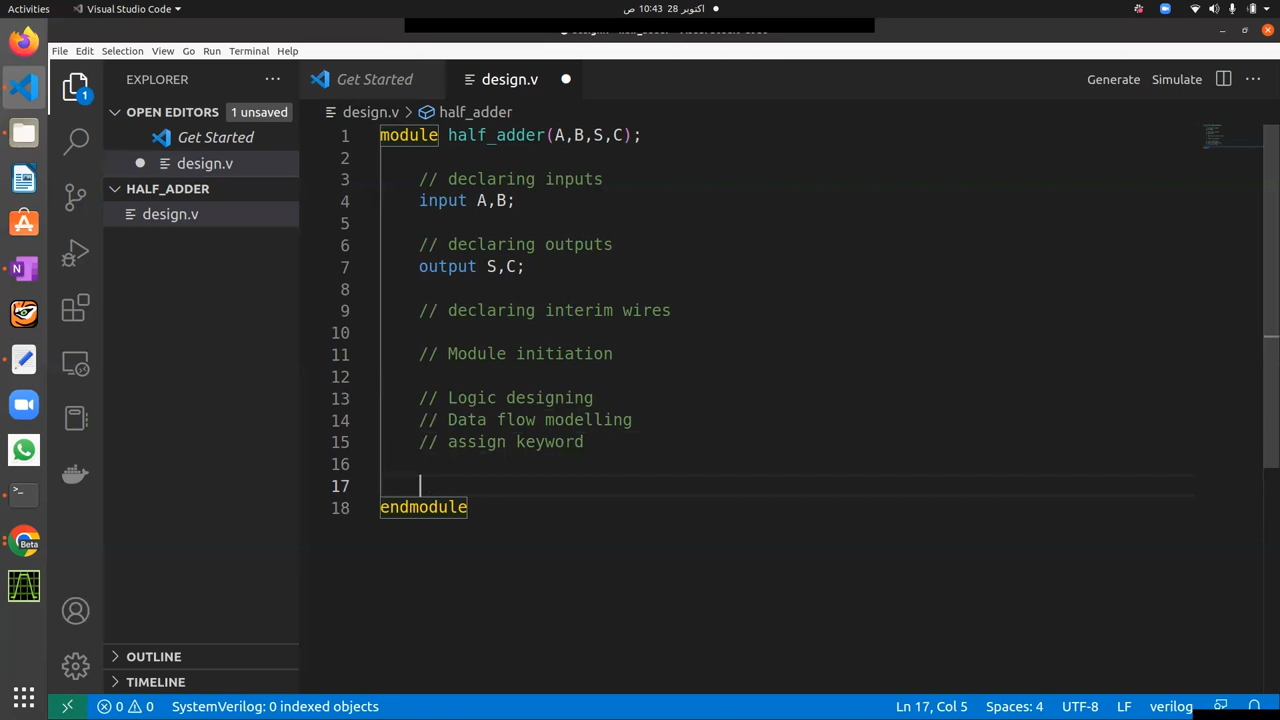 Activities
Visual Studio Code
اکتوبر 28 10:43 ص
File Edit Selection View Go Run Terminal Help
EXPLORER
OPEN EDITORS 1 unsaved
Get Started
design.v
HALF_ADDER
design.v
OUTLINE
TIMELINE
1
Get Started
design.v
Generate Simulate
design.v > half_adder
1 module half_adder(A,B,S,C);
2
3 // declaring inputs
4 input A,B;
5
6 // declaring outputs
7 output S,C;
8
9 // declaring interim wires
10
11 // Module initiation
12
13 // Logic designing
14 // Data flow modelling
15 // assign keyword
16
17
18 endmodule
Beta
0 0 SystemVerilog: 0 indexed objects
Ln 17, Col 5 Spaces: 4 UTF-8 LF verilog